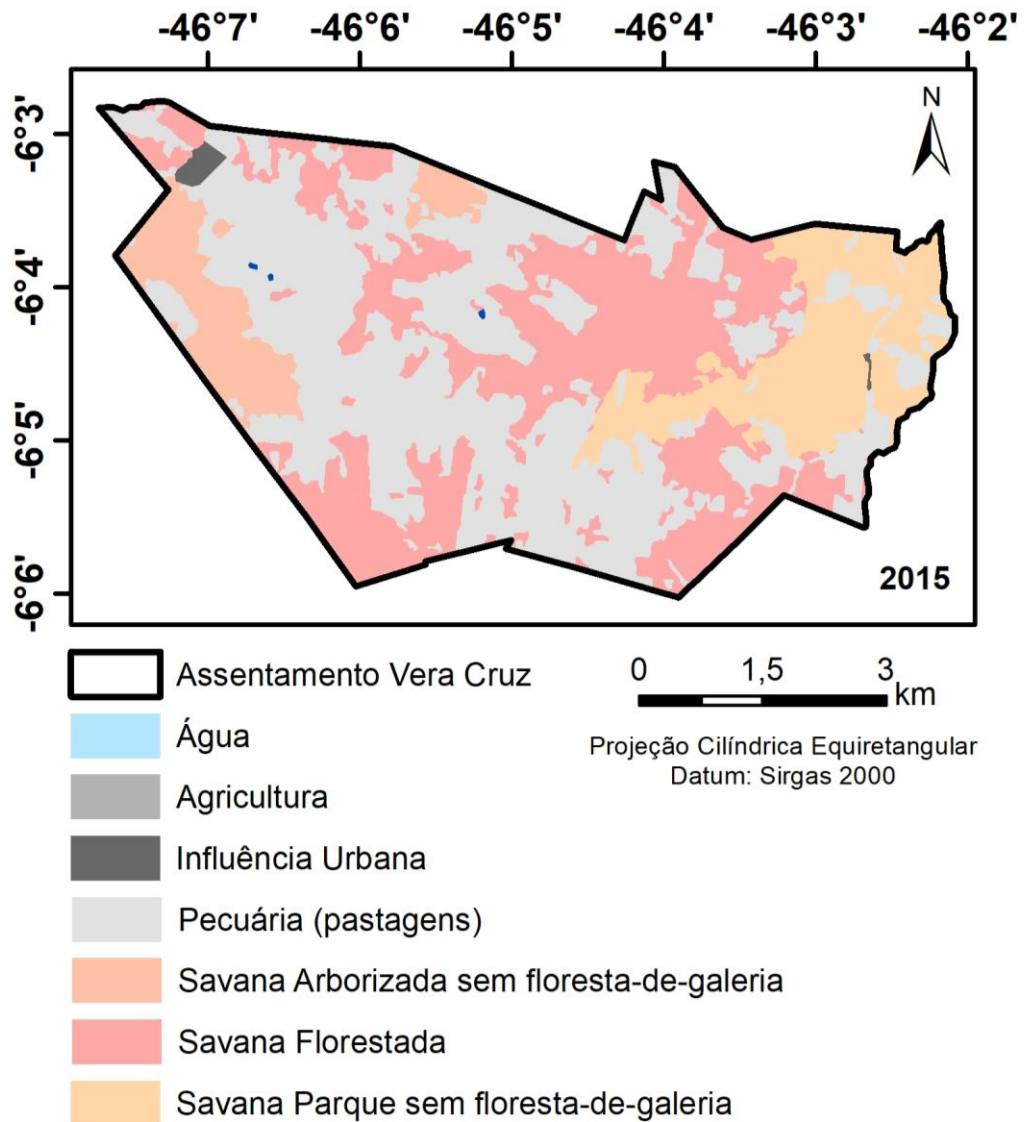 -46°7' -46°6' -46°5' -46°4' -46°3' -46°2'
N
-6°3'
-6°4'
-6°5'
-6°6'
2015
Assentamento Vera Cruz
0 1,5 3
km
Água
Projeção Cilíndrica Equiretangular
Datum: Sirgas 2000
Agricultura
Influência Urbana
Pecuária (pastagens)
Savana Arborizada sem floresta-de-galeria
Savana Florestada
Savana Parque sem floresta-de-galeria